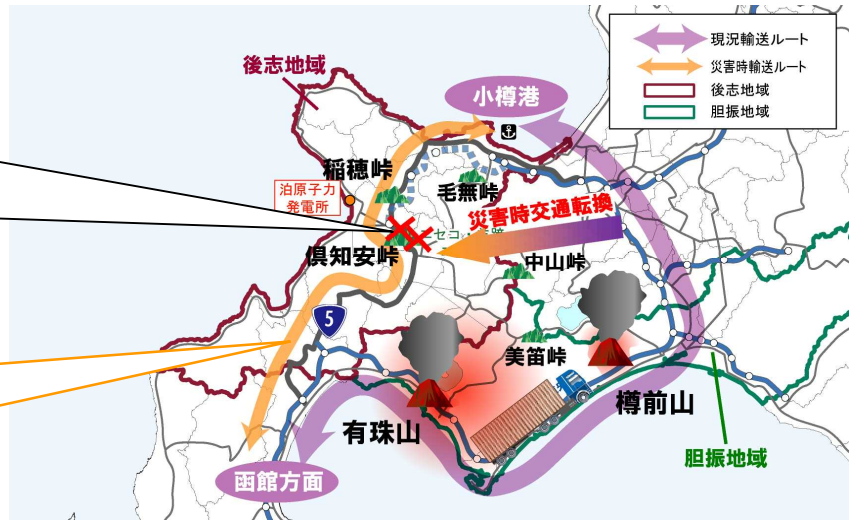 現況輸送ルート
災害時輸送ルート
後志地域
胆振地域
後志地域
小樽港
稲穂峠
毛無峠
泊原子力
発電所
災害時交通転換
ニセコ
倶知安峠
中山峠
5
美笛峠
樽前山
有珠山
胆振地域
函館方面